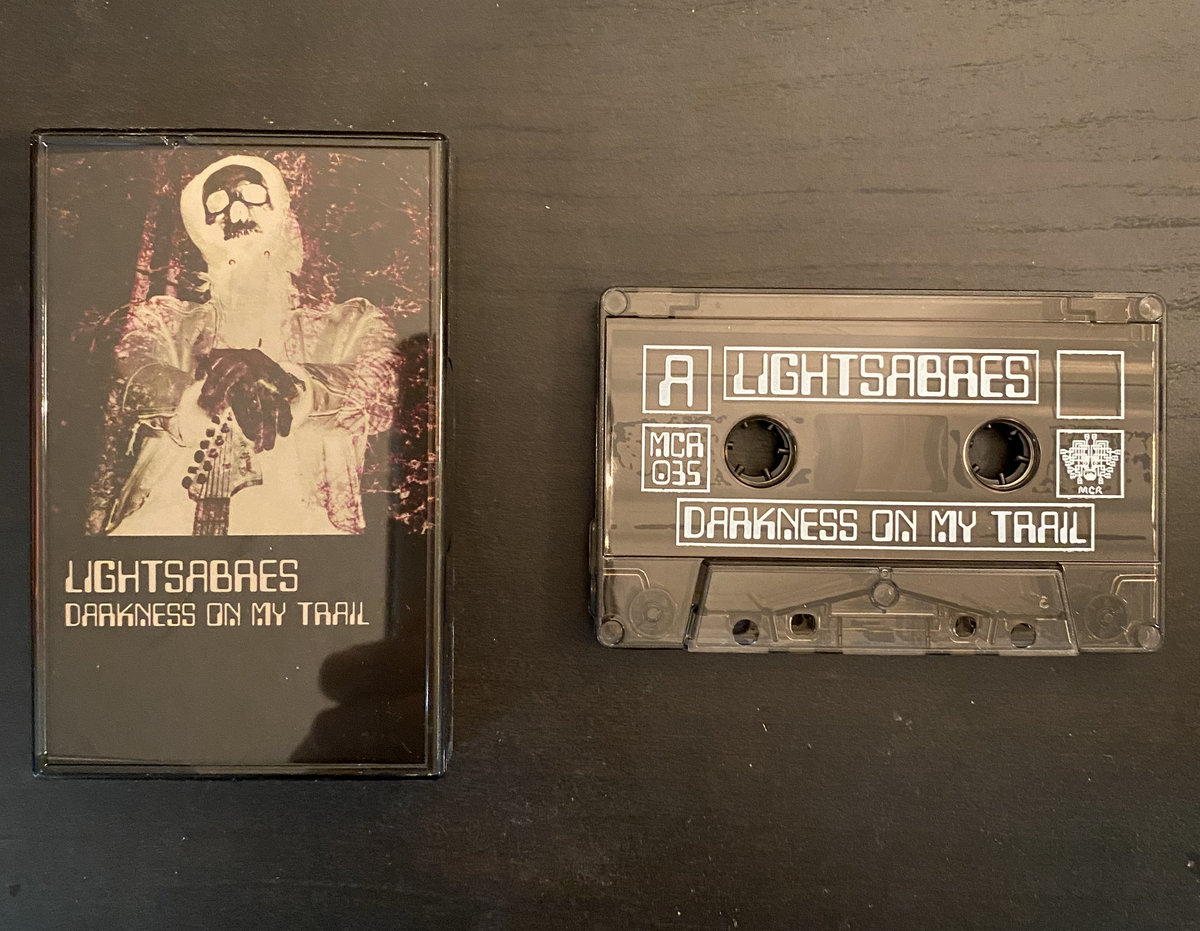 LIGHTSABRES
DARKNESS ON MY TRAIL
A
LIGHTSABRES
MCR
035
MCR
DARKNESS ON MY TRAIL